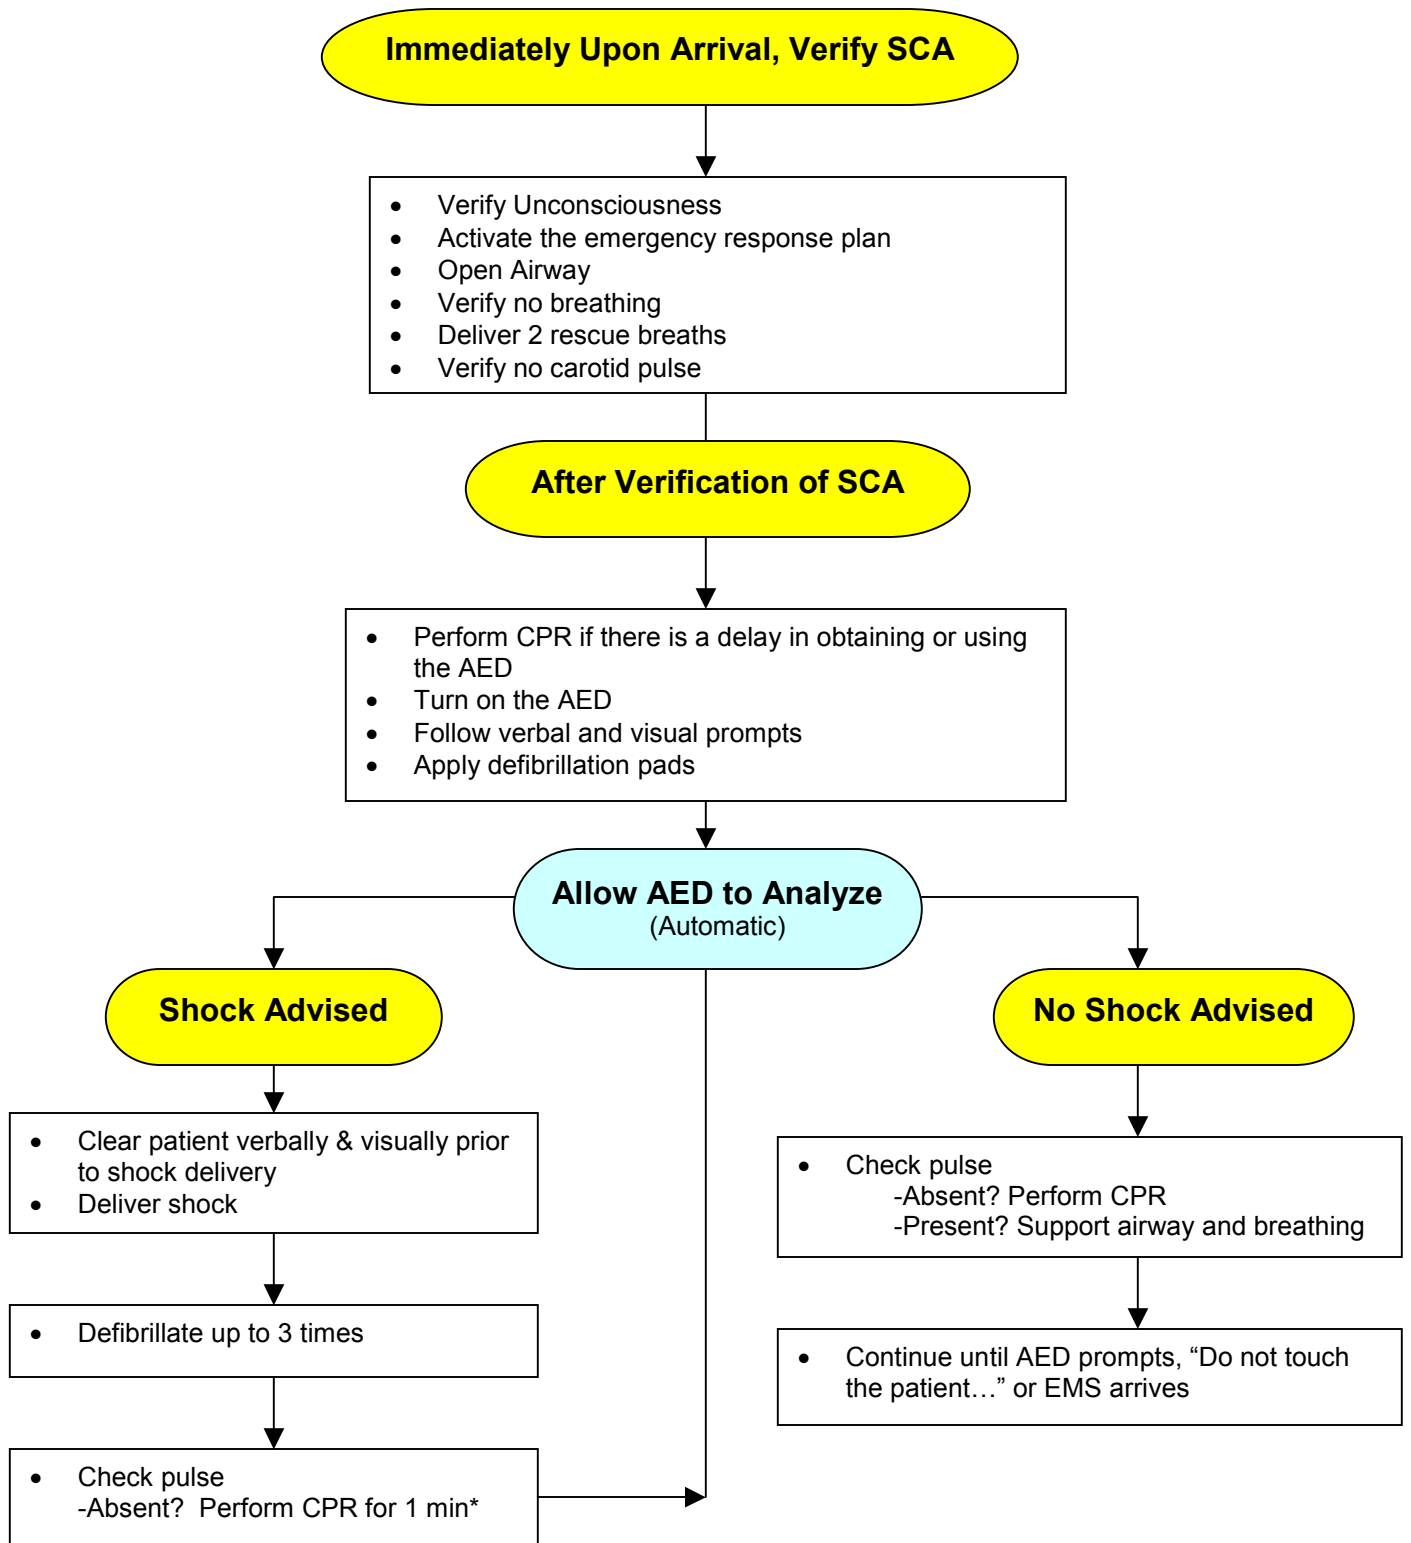 Immediately Upon Arrival, Verify SCA
• Verify Unconsciousness
• Activate the emergency response plan
• Open Airway
• Verify no breathing
• Deliver 2 rescue breaths
• Verify no carotid pulse
After Verification of SCA
• Perform CPR if there is a delay in obtaining or using
the AED
• Turn on the AED
• Follow verbal and visual prompts
• Apply defibrillation pads
Allow AED to Analyze
(Automatic)
Shock Advised
• Clear patient verbally & visually prior
to shock delivery
• Deliver shock
• Defibrillate up to 3 times
• Check pulse
-Absent?  Perform CPR for 1 min*
No Shock Advised
• Check pulse
-Absent? Perform CPR
-Present? Support airway and breathing
• Continue until AED prompts, “Do not touch
the patient…” or EMS arrives